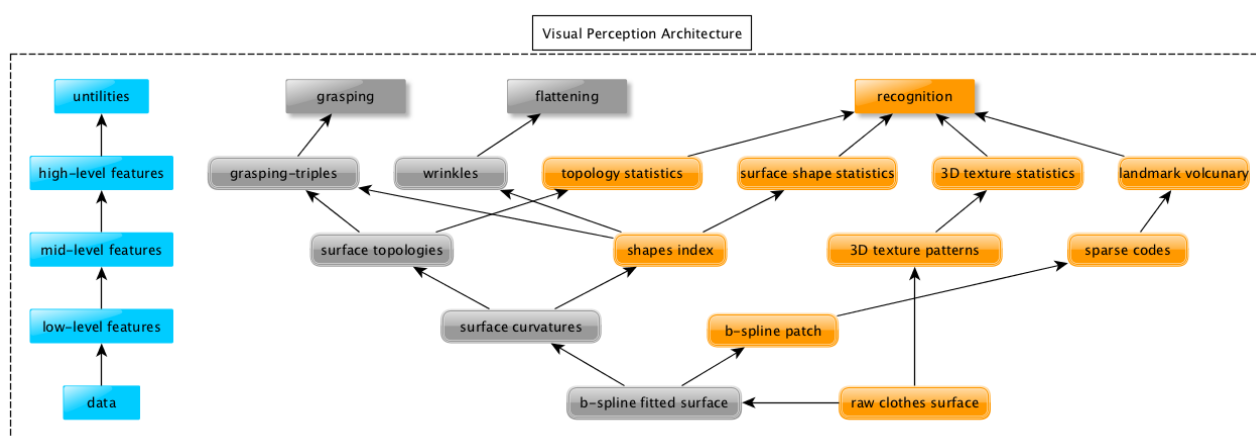 Visual Perception Architecture
untilities
grasping
flattening
recognition
high-level features
grasping-triples
wrinkles
topology statistics
surface shape statistics
3D texture statistics
landmark volcunary
mid-level features
surface topologies
shapes index
3D texture patterns
sparse codes
low-level features
surface curvatures
b-spline patch
data
b-spline fitted surface
raw clothes surface